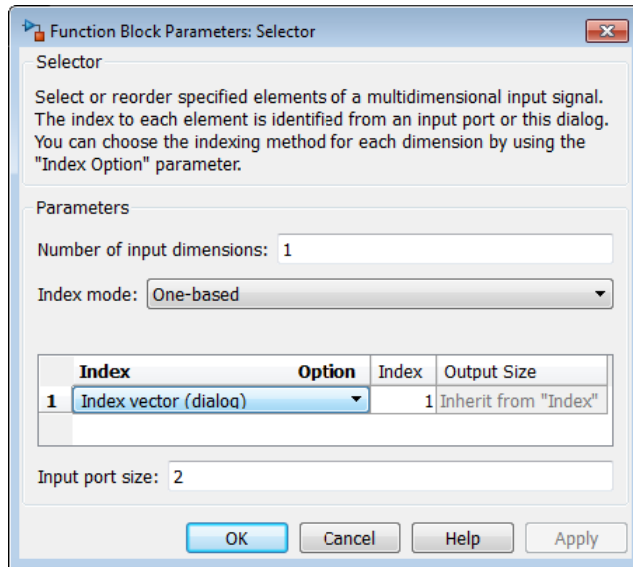 Function Block Parameters: Selector
Selector
Select or reorder specified elements of a multidimensional input signal.
The index to each element is identified from an input port or this dialog.
You can choose the indexing method for each dimension by using the
"Index Option" parameter.
Parameters
Number of input dimensions: 1
Index mode: One-based
Index Option Index Output Size
1 Index vector (dialog) 1 Inherit from "Index"
Input port size: 2
OK Cancel Help Apply